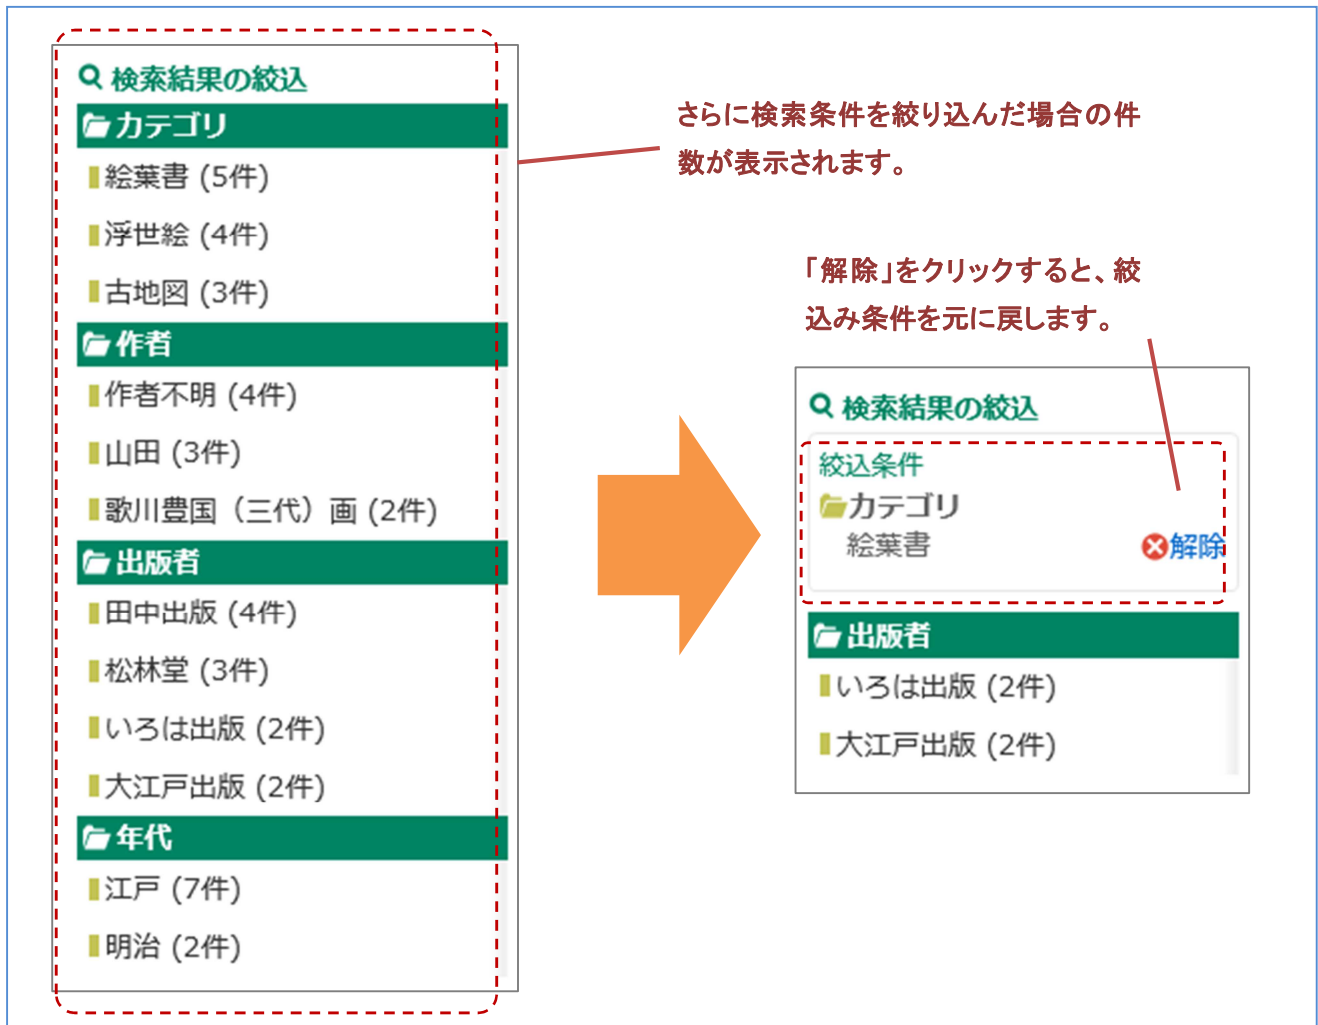 検索結果の絞込
カテゴリ
絵葉書 (5件)
浮世絵 (4件)
古地図 (3件)
作者
作者不明 (4件)
山田 (3件)
歌川豊国（三代）画 (2件)
出版者
田中出版 (4件)
松林堂 (3件)
いろは出版 (2件)
大江戸出版 (2件)
年代
江戸 (7件)
明治 (2件)
さらに検索条件を絞り込んだ場合の件
数が表示されます。
「解除」をクリックすると、絞
込み条件を元に戻します。
検索結果の絞込
絞込条件
カテゴリ
絵葉書 解除
出版者
いろは出版 (2件)
大江戸出版 (2件)